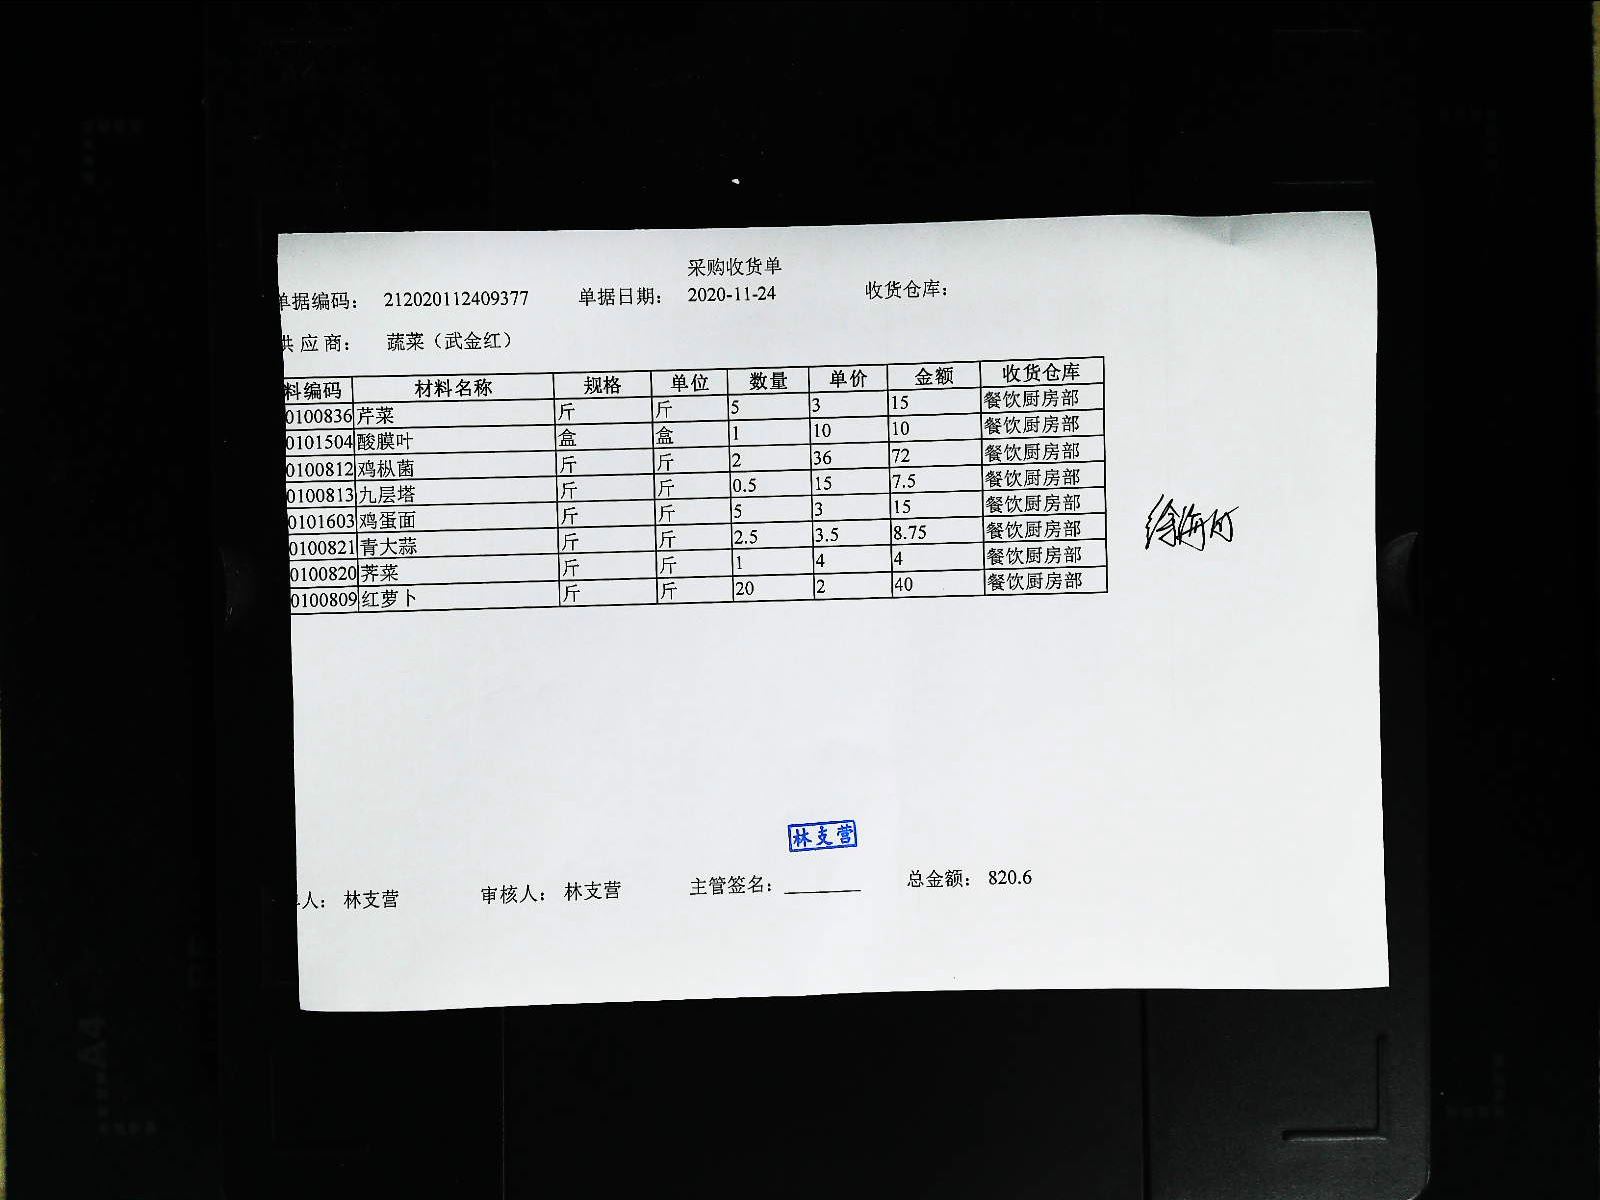 采购收货单
单据编码： 212020112409377 单据日期： 2020-11-24 收货仓库：
供应商： 蔬菜（武金红）
料编码 材料名称 规格 单位 数量 单价 金额 收货仓库
0100836 芹菜 斤 斤 5 3 15 餐饮厨房部
0101504 酸膜叶 盒 盒 1 10 10 餐饮厨房部
0100812 鸡枞菌 斤 斤 2 36 72 餐饮厨房部
0100813 九层塔 斤 斤 0.5 15 7.5 餐饮厨房部
0101603 鸡蛋面 斤 斤 5 3 15 餐饮厨房部
0100821 青大蒜 斤 斤 2.5 3.5 8.75 餐饮厨房部
0100820 荠菜 斤 斤 1 4 4 餐饮厨房部
0100809 红萝卜 斤 斤 20 2 40 餐饮厨房部
林支营
人： 林支营 审核人： 林支营 主管签名： 总金额： 820.6